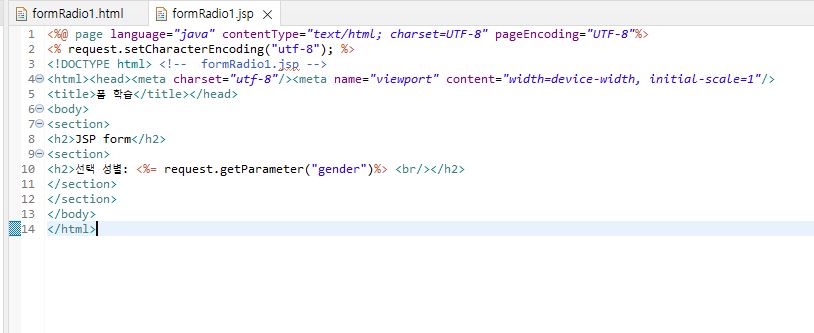 formRadio1.html formRadio1.jsp
1 <%@ page language="java" contentType="text/html; charset=UTF-8" pageEncoding="UTF-8"%>
2 <% request.setCharacterEncoding("utf-8"); %>
3 <!DOCTYPE html> <!--  formRadio1.jsp -->
4 <html><head><meta charset="utf-8"/><meta name="viewport" content="width=device-width, initial-scale=1"/>
5 <title>폼 학습</title></head>
6 <body>
7 <section>
8 <h2>JSP form</h2>
9 <section>
10 <h2>선택 성별: <%= request.getParameter("gender")%> <br/></h2>
11 </section>
12 </section>
13 </body>
14 </html>